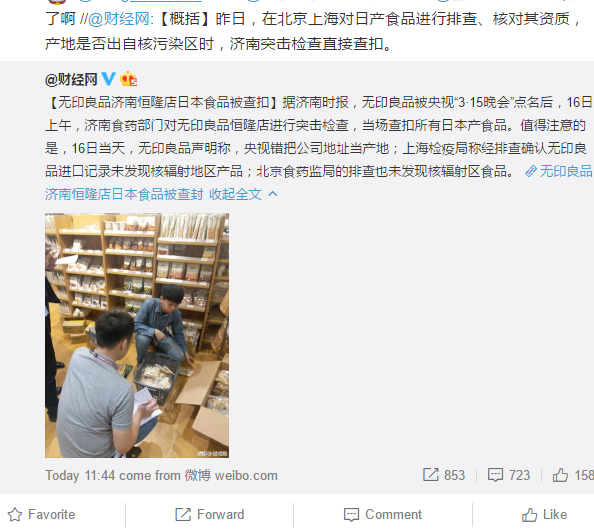 了啊 //@财经网:【概括】昨日，在北京上海对日产食品进行排查、核对其资质，
产地是否出自核污染区时，济南突击检查直接查扣。
@财经网
【无印良品济南恒隆店日本食品被查扣】据济南时报，无印良品被央视“3·15晚会”点名后，16日
上午，济南食药部门对无印良品恒隆店进行突击检查，当场查扣所有日本产食品。值得注意的
是，16日当天，无印良品声明称，央视错把公司地址当产地；上海检疫局称经排查确认无印良
品进口记录未发现核辐射地区产品；北京食药监局的排查也未发现核辐射区食品。 无印良品
济南恒隆店日本食品被查封 收起全文
Today 11:44 come from 微博 weibo.com 853 723 158
Favorite Forward Comment Like